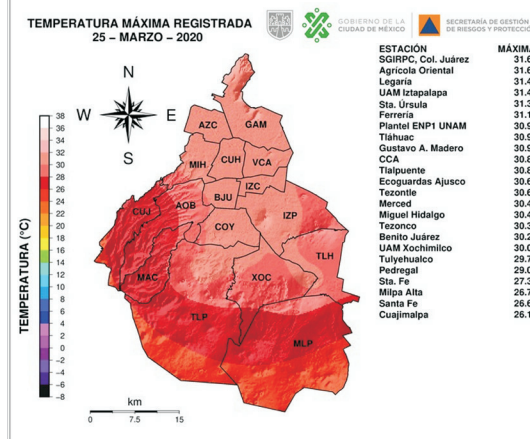 TEMPERATURA MÁXIMA REGISTRADA
25 – MARZO – 2020
GOBIERNO DE LA
CIUDAD DE MÉXICO
SECRETARÍA DE GESTIÓN
DE RIESGOS Y PROTECCIÓ
N
W E
S
TEMPERATURA (°C)
38
36
34
32
30
28
26
24
22
20
18
16
14
12
10
8
6
4
2
0
−2
−4
−6
−8
AZC
GAM
MIH
CUH
VCA
IZC
CUJ
AOB
BJU
IZP
COY
TLH
MAC
XOC
TLP
MLP
km
0 7.5 15
ESTACIÓN MÁXIMA
SGIRPC, Col. Juárez 31.6
Agrícola Oriental 31.6
Legaría 31.4
UAM Iztapalapa 31.4
Sta. Úrsula 31.3
Ferrería 31.1
Plantel ENP1 UNAM 30.9
Tláhuac 30.9
Gustavo A. Madero 30.9
CCA 30.8
Tlalpuente 30.8
Ecoguardas Ajusco 30.6
Tezontle 30.6
Merced 30.4
Miguel Hidalgo 30.4
Tezonco 30.3
Benito Juárez 30.2
UAM Xochimilco 30.0
Tulyehualco 29.7
Pedregal 29.0
Sta. Fe 27.3
Milpa Alta 26.7
Santa Fe 26.6
Cuajimalpa 26.1